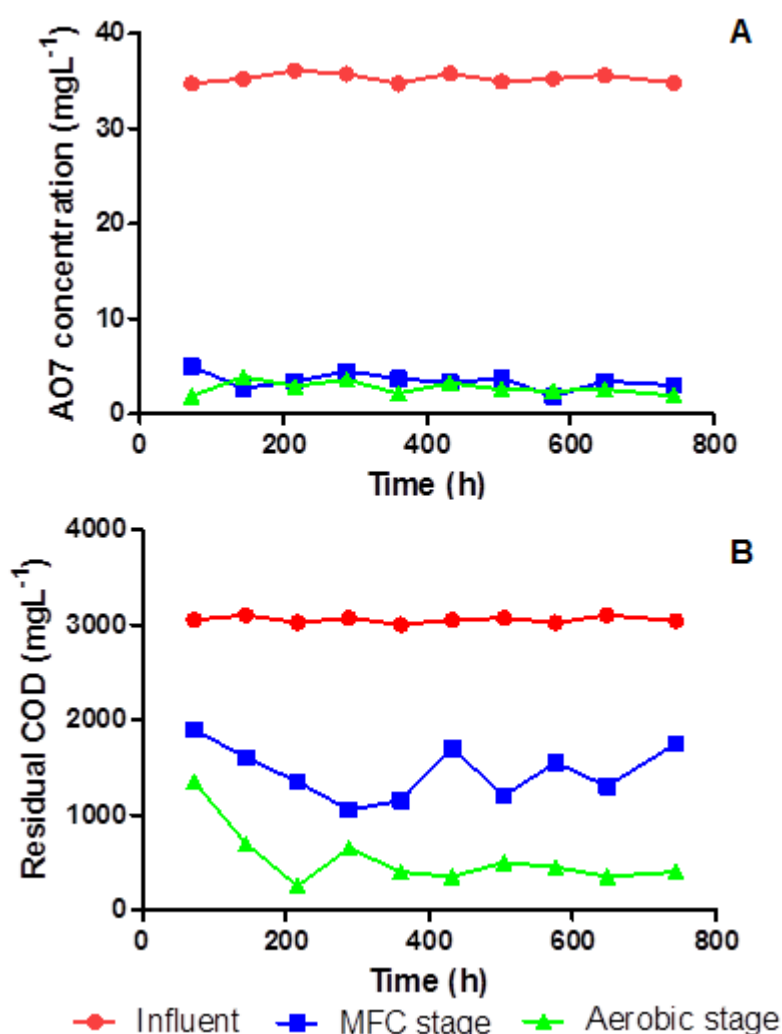 A
AO7 concentration (mgL-1)
40
30
20
10
0
0 200 400 600 800
Time (h)
B
Residual COD (mgL-1)
4000
3000
2000
1000
0
0 200 400 600 800
Time (h)
Influent MFC stage Aerobic stage